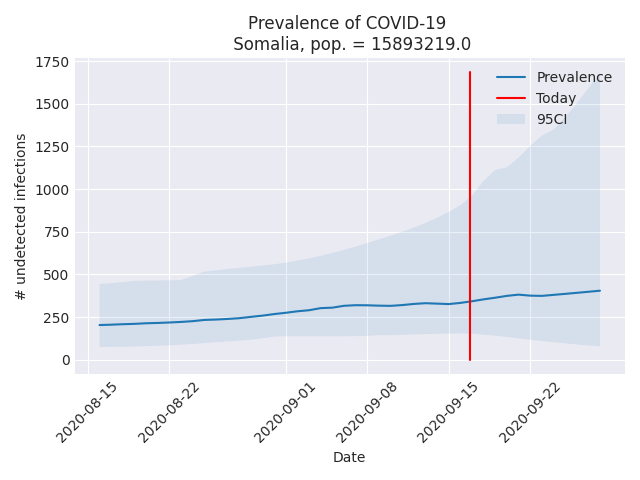 Prevalence of COVID-19
Somalia, pop. = 15893219.0
Prevalence
Today
95CI
# undetected infections
1750
1500
1250
1000
750
500
250
0
2020-08-15
2020-08-22
2020-09-01
2020-09-08
2020-09-15
2020-09-22
Date